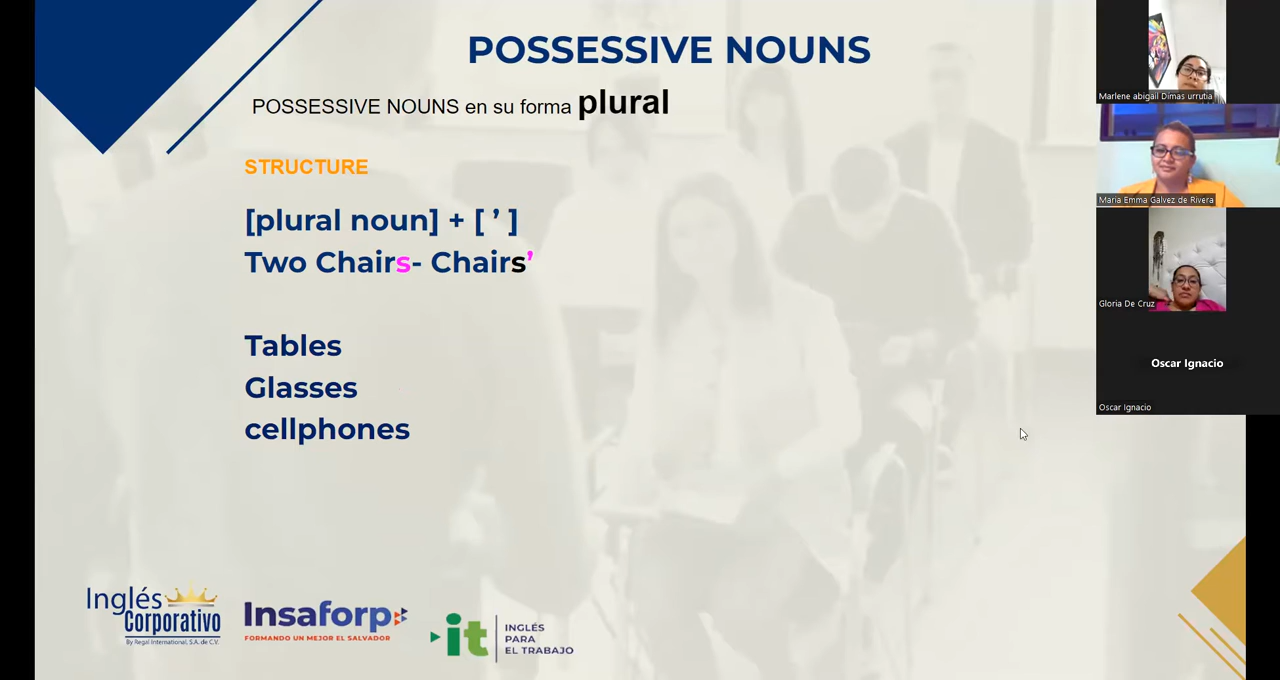 POSSESSIVE NOUNS
POSSESSIVE NOUNS en su forma plural
STRUCTURE
[plural noun] + [ ’ ]
Two Chairs- Chairs’
Tables
Glasses
cellphones
Inglés
Corporativo
By Regal International, S.A. de C.V.
Insaforp
FORMANDO UN MEJOR EL SALVADOR
it
INGLÉS
PARA
EL TRABAJO
Marlene abigail Dimas urrutia
Maria Emma Galvez de Rivera
Gloria De Cruz
Oscar Ignacio
Oscar Ignacio